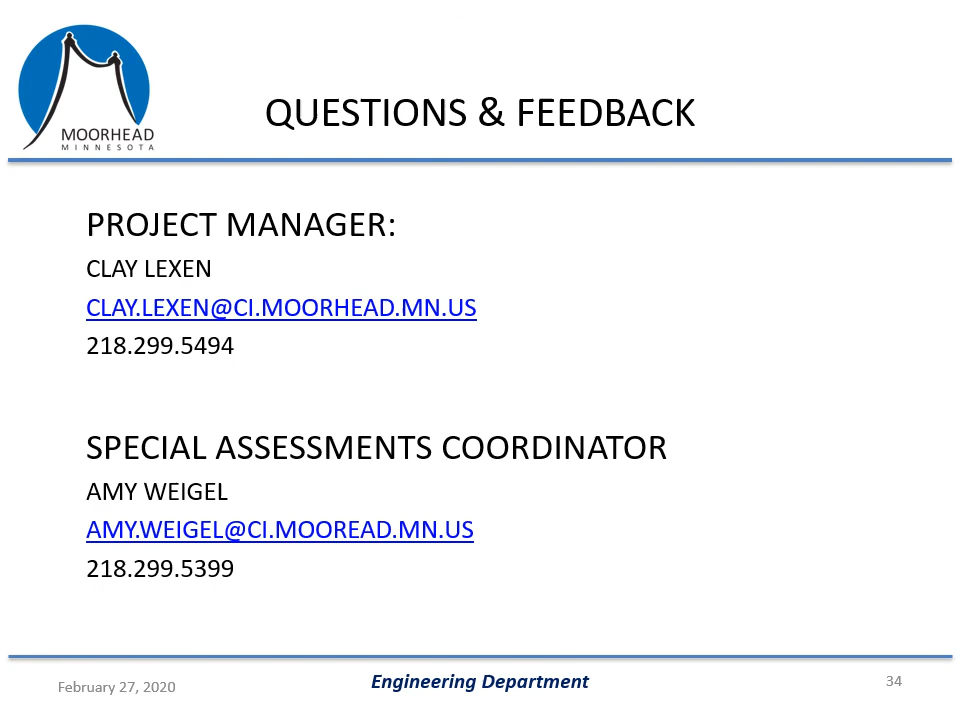 MOORHEAD
MINNESOTA
QUESTIONS & FEEDBACK
PROJECT MANAGER:
CLAY LEXEN
CLAY.LEXEN@CI.MOORHEAD.MN.US
218.299.5494
SPECIAL ASSESSMENTS COORDINATOR
AMY WEIGEL
AMY.WEIGEL@CI.MOOREAD.MN.US
218.299.5399
February 27, 2020
Engineering Department
34